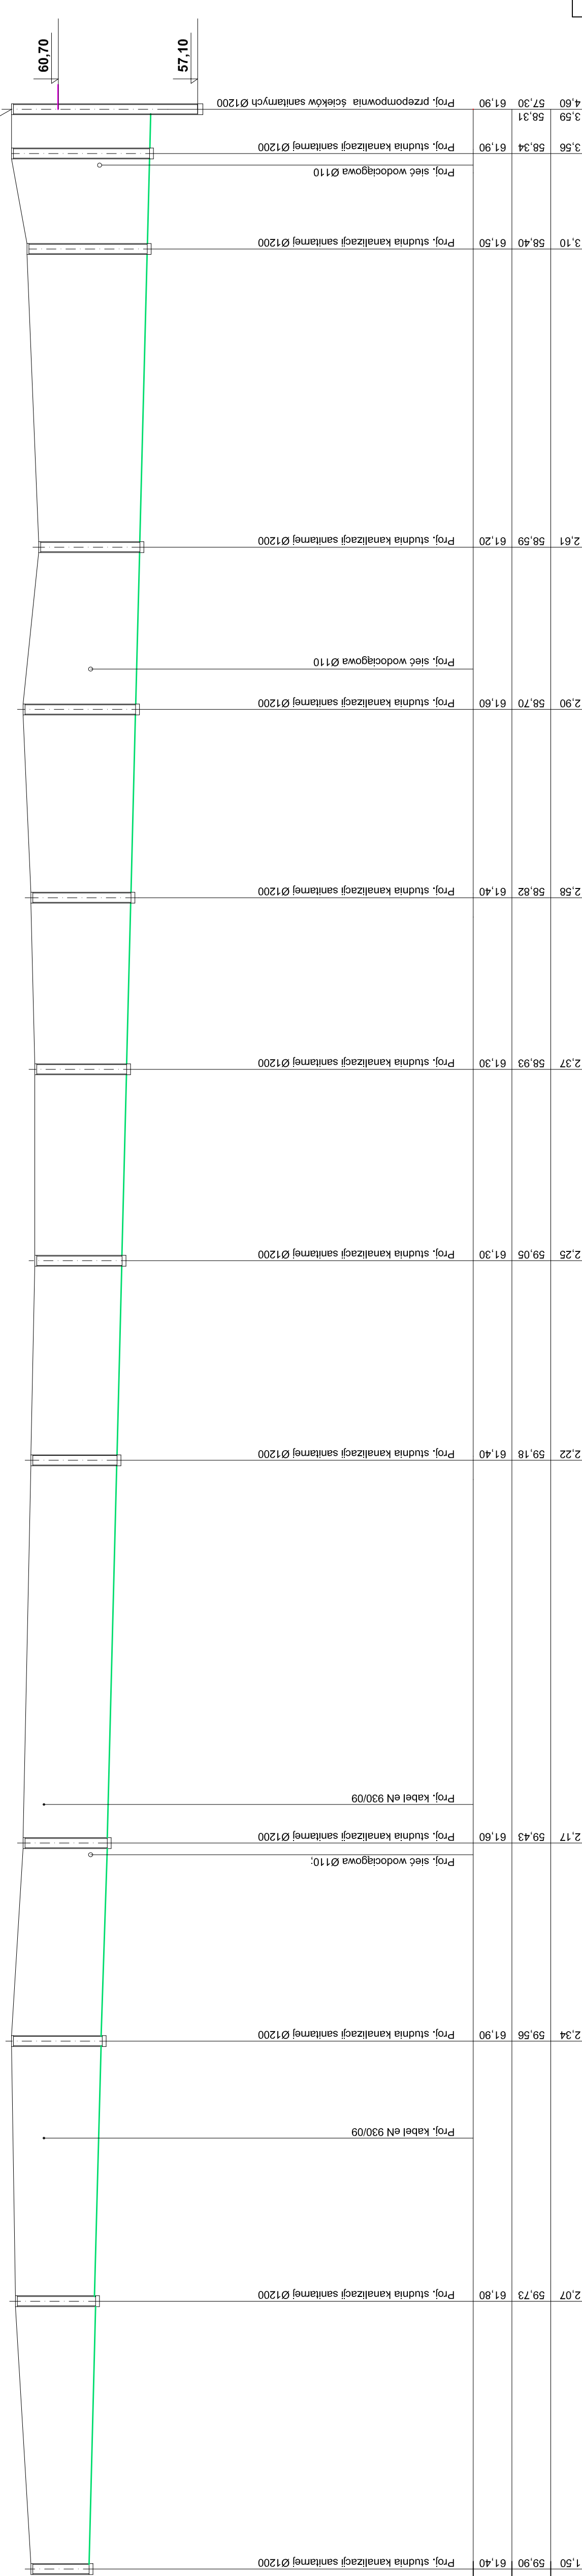 60,70
57,10
Proj. przepompownia ścieków sanitarnych Ø1200 61,90 57,30 4,60
58,31 3,59
Proj. studnia kanalizacji sanitarnej Ø1200 61,90 58,34 3,56
Proj. sieć wodociągowa Ø110
Proj. studnia kanalizacji sanitarnej Ø1200 61,50 58,40 3,10
Proj. studnia kanalizacji sanitarnej Ø1200 61,20 58,59 2,61
Proj. sieć wodociągowa Ø110
Proj. studnia kanalizacji sanitarnej Ø1200 61,60 58,70 2,90
Proj. studnia kanalizacji sanitarnej Ø1200 61,40 58,82 2,58
Proj. studnia kanalizacji sanitarnej Ø1200 61,30 58,93 2,37
Proj. studnia kanalizacji sanitarnej Ø1200 61,30 59,05 2,25
Proj. studnia kanalizacji sanitarnej Ø1200 61,40 59,18 2,22
Proj. kabel eN 930/09
Proj. studnia kanalizacji sanitarnej Ø1200 61,60 59,43 2,17
Proj. sieć wodociągowa Ø110;
Proj. studnia kanalizacji sanitarnej Ø1200 61,90 59,56 2,34
Proj. kabel eN 930/09
Proj. studnia kanalizacji sanitarnej Ø1200 61,80 59,73 2,07
Proj. studnia kanalizacji sanitarnej Ø1200 61,40 59,90 1,50